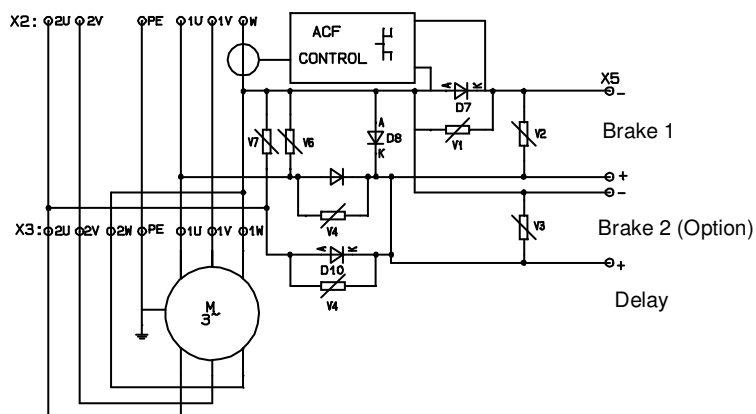 X2: 2U 2V PE 1U 1V W
ACF
CONTROL
A K
D7
X5
-
V1
V2
Brake 1
V7 V6
A
D8
K
+
-
V4
V3
Brake 2 (Option)
X3: 2U 2V 2W PE 1U 1V 1W
A K
D10
+
V4
Delay
M
3~